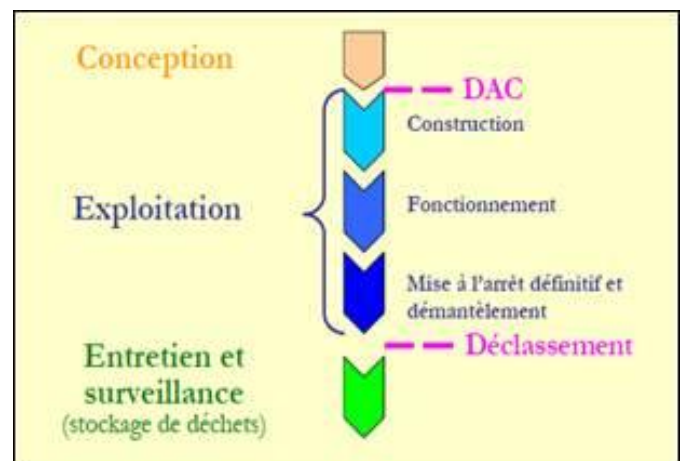 Conception
DAC
Construction
Exploitation
Fonctionnement
Mise à l'arrêt définitif et
démantèlement
Déclassement
Entretien et
surveillance
(stockage de déchets)